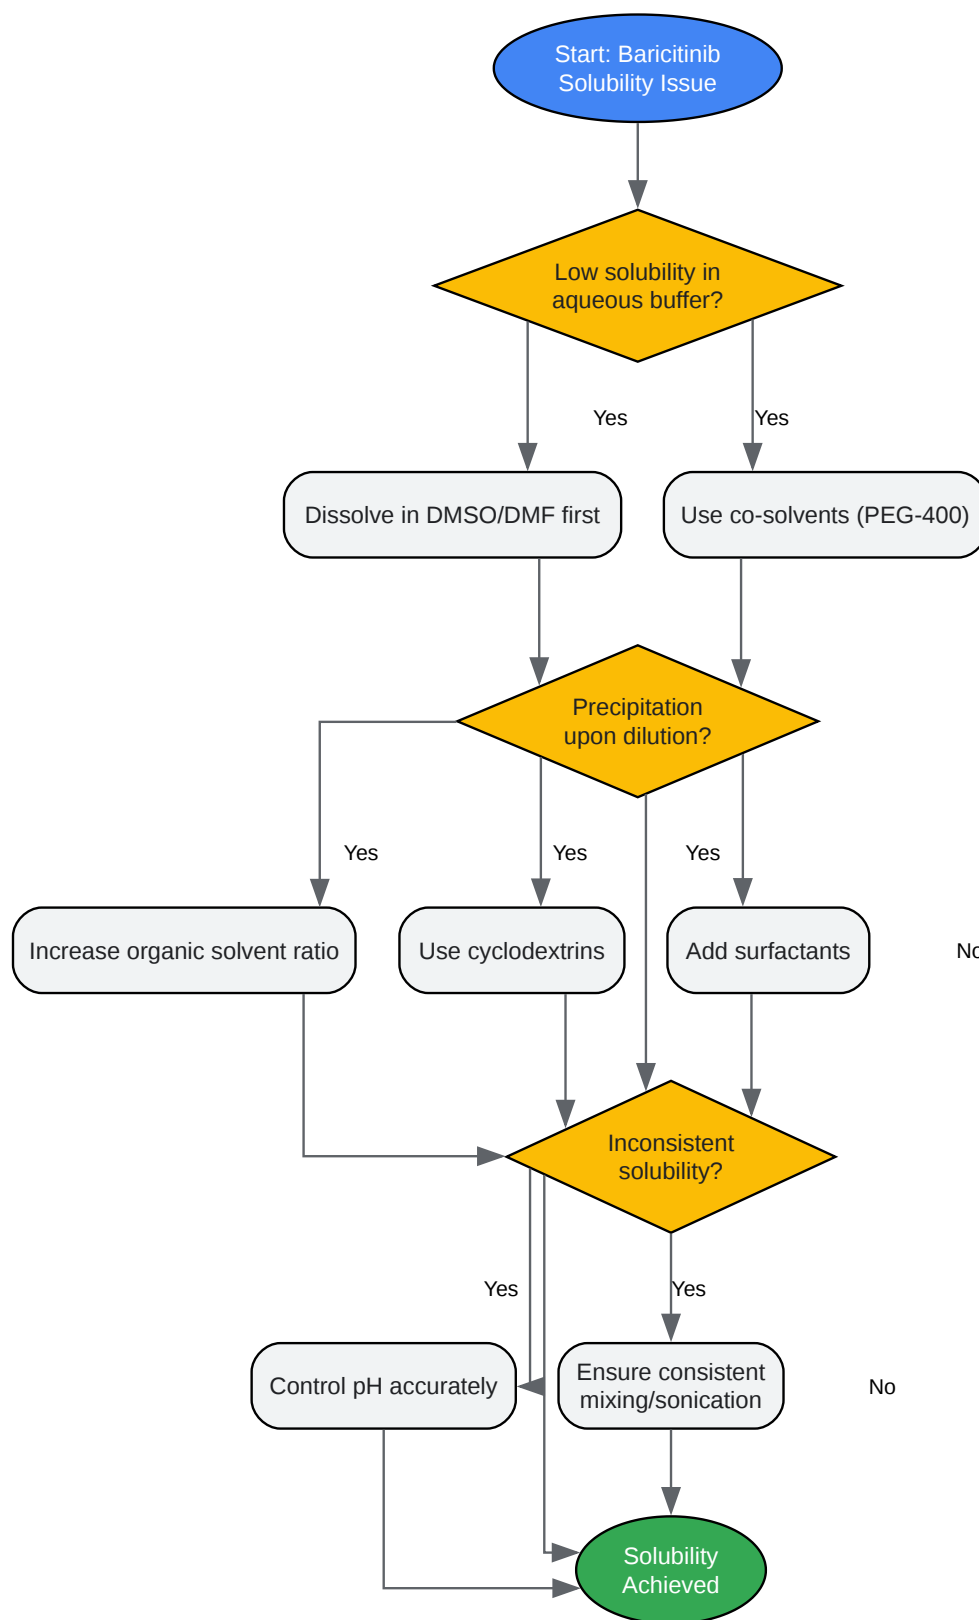 Start: Baricitinib
Solubility Issue
Low solubility in
aqueous buffer?
Yes
Yes
Dissolve in DMSO/DMF first
Use co-solvents (PEG-400)
Precipitation
upon dilution?
Yes
Yes
Yes
Increase organic solvent ratio
Use cyclodextrins
Add surfactants
No
Inconsistent
solubility?
Yes
Yes
Control pH accurately
Ensure consistent
mixing/sonication
No
Solubility
Achieved